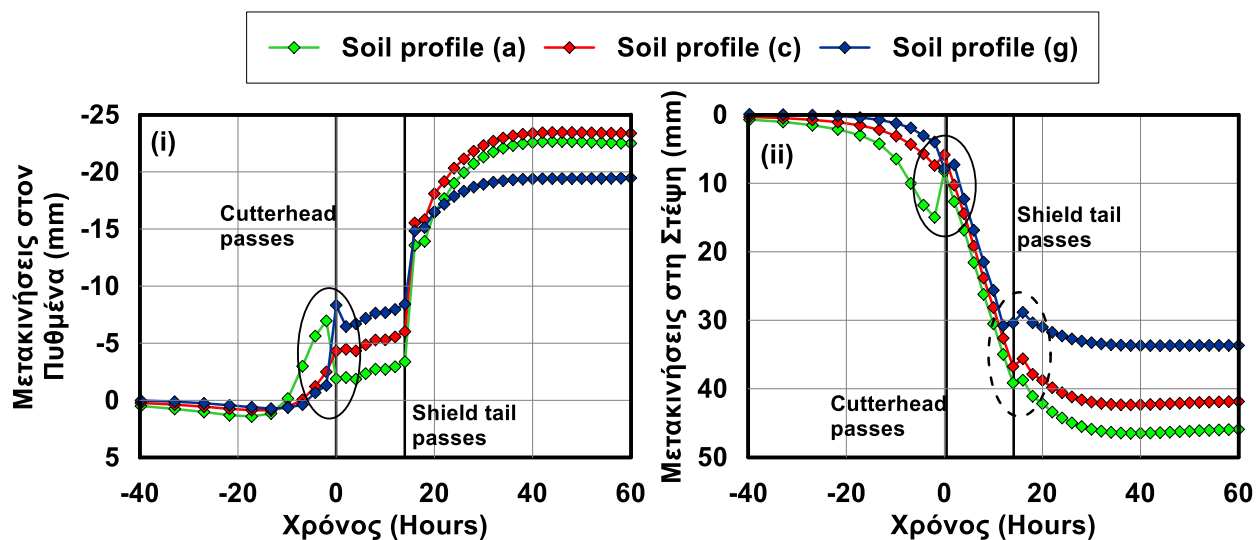 Soil profile (a) Soil profile (c) Soil profile (g)
Μετακινήσεις στον
Πυθμένα (mm)
-25
-20
-15
-10
-5
0
5
(i)
Cutterhead
passes
Shield tail
passes
-40 -20 0 20 40 60
Χρόνος (Hours)
Μετακινήσεις στη Στέψη (mm)
0
10
20
30
40
50
(ii)
Shield tail
passes
Cutterhead
passes
-40 -20 0 20 40 60
Χρόνος (Hours)